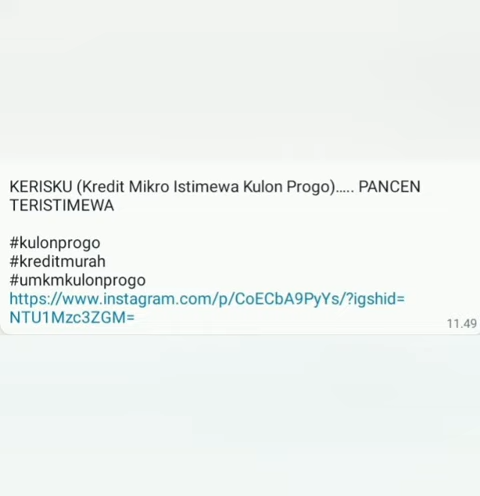 KERISKU (Kredit Mikro Istimewa Kulon Progo)..... PANCEN
TERISTIMEWA
#kulonprogo
#kreditmurah
#umkmkulonprogo
https://www.instagram.com/p/CoECbA9PyYs/?igshid=
NTU1Mzc3ZGM=
11.49